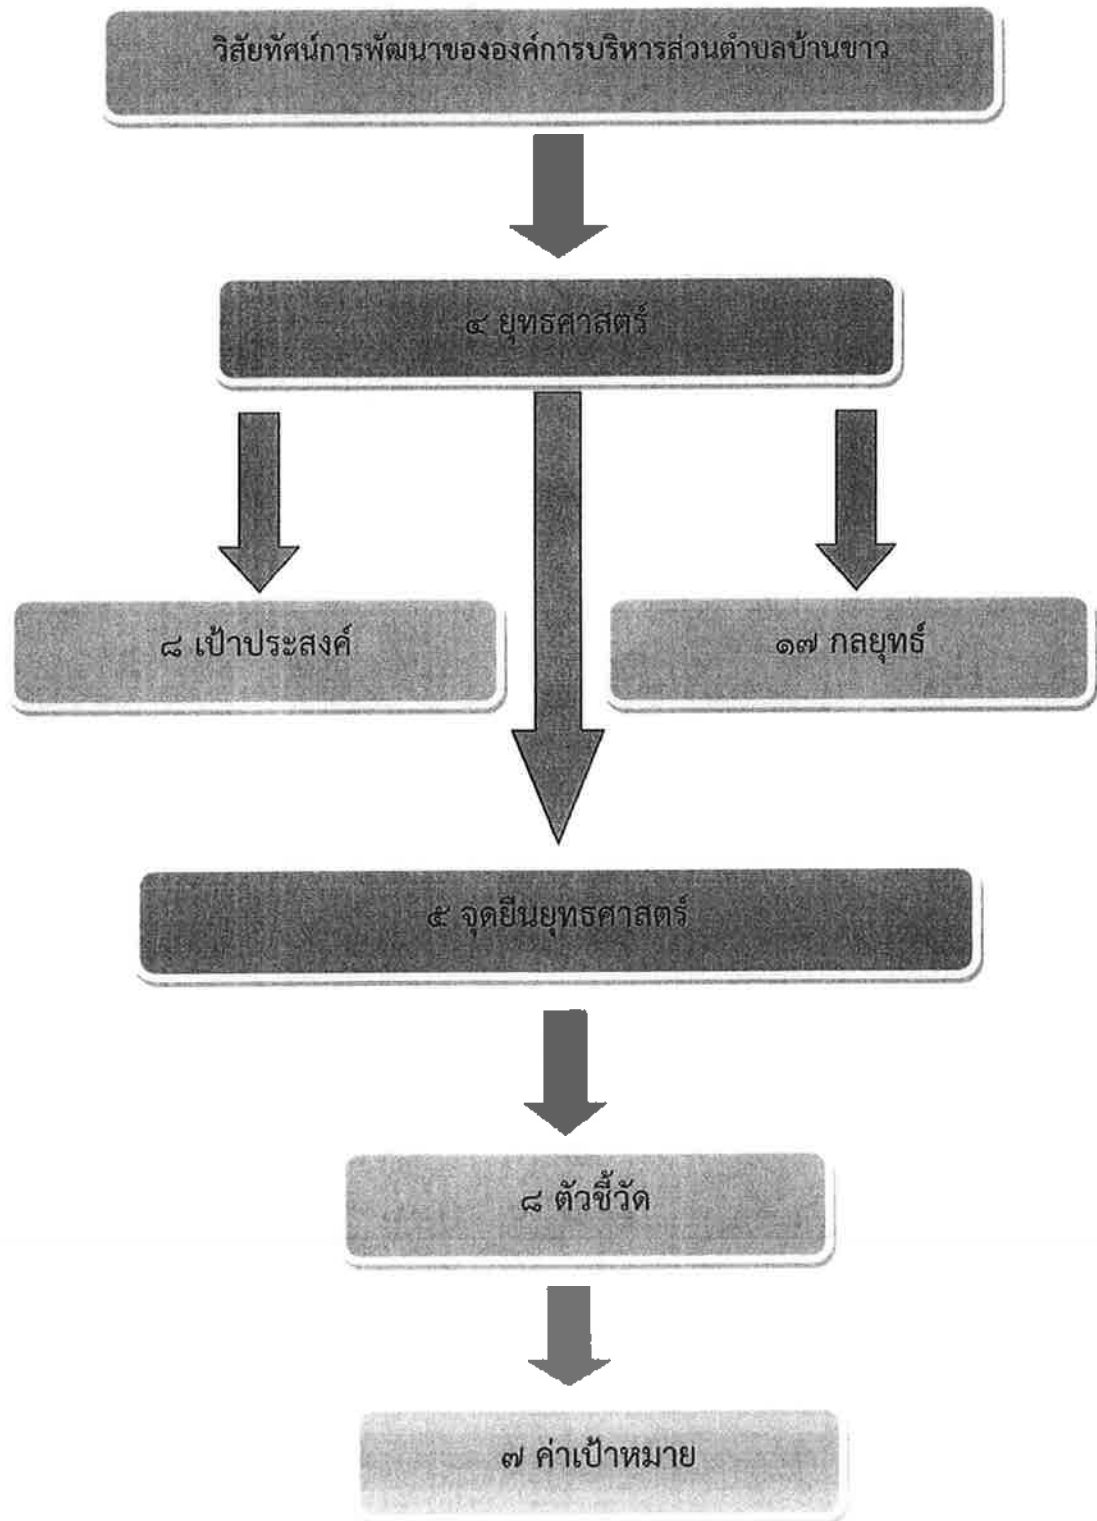 วิสัยทัศน์การพัฒนาขององค์การบริหารส่วนตำบลบ้านขาว
๔ ยุทธศาสตร์
๘ เป้าประสงค์
๑๗ กลยุทธ์
๕ จุดยืนยุทธศาสตร์
๘ ตัวชี้วัด
๗ ค่าเป้าหมาย